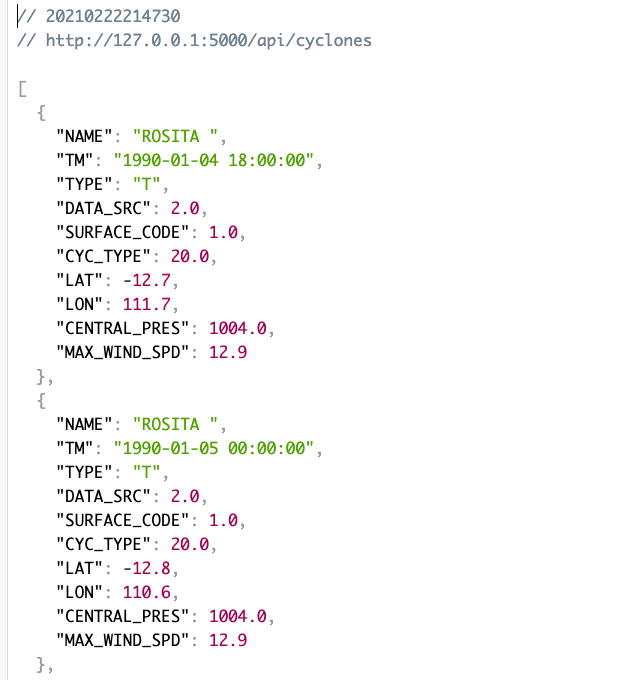 // 20210222214730
// http://127.0.0.1:5000/api/cyclones
[
{
"NAME": "ROSITA ",
"TM": "1990-01-04 18:00:00",
"TYPE": "T",
"DATA_SRC": 2.0,
"SURFACE_CODE": 1.0,
"CYC_TYPE": 20.0,
"LAT": -12.7,
"LON": 111.7,
"CENTRAL_PRES": 1004.0,
"MAX_WIND_SPD": 12.9
},
{
"NAME": "ROSITA ",
"TM": "1990-01-05 00:00:00",
"TYPE": "T",
"DATA_SRC": 2.0,
"SURFACE_CODE": 1.0,
"CYC_TYPE": 20.0,
"LAT": -12.8,
"LON": 110.6,
"CENTRAL_PRES": 1004.0,
"MAX_WIND_SPD": 12.9
},